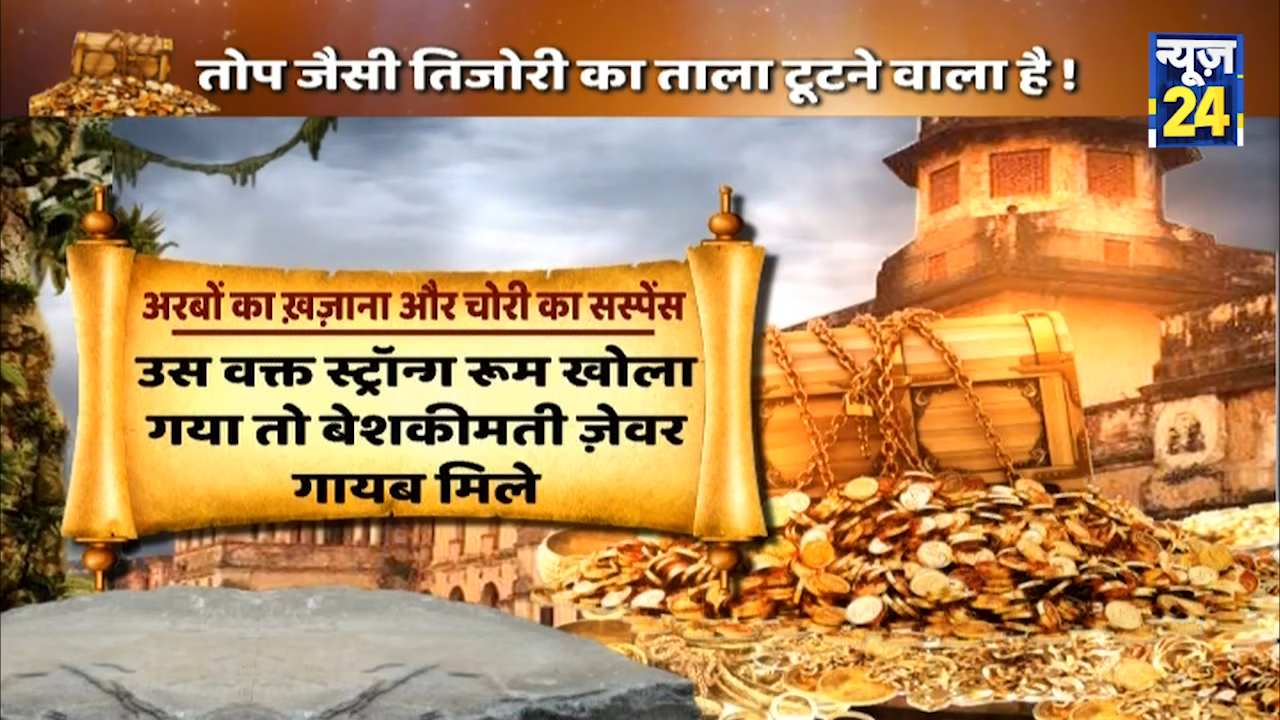 तोप जैसी तिजोरी का ताला टूटने वाला है !
न्यूज़
24
अरबों का ख़ज़ाना और चोरी का सस्पेंस
उस वक्त स्ट्रॉन्ग रूम खोला
गया तो बेशकीमती ज़ेवर
गायब मिले